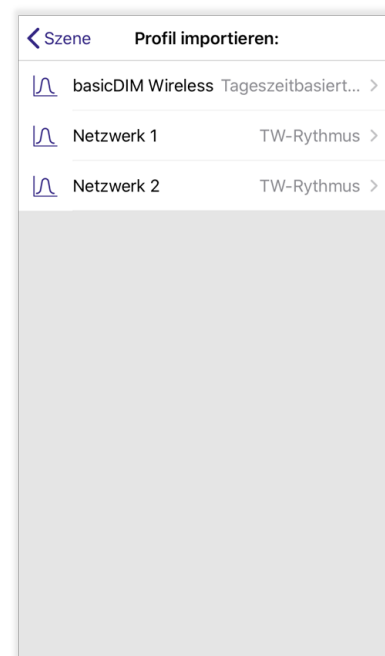 Szene Profil importieren:
basicDIM Wireless Tageszeitbasiert...
Netzwerk 1 TW-Rythmus
Netzwerk 2 TW-Rythmus